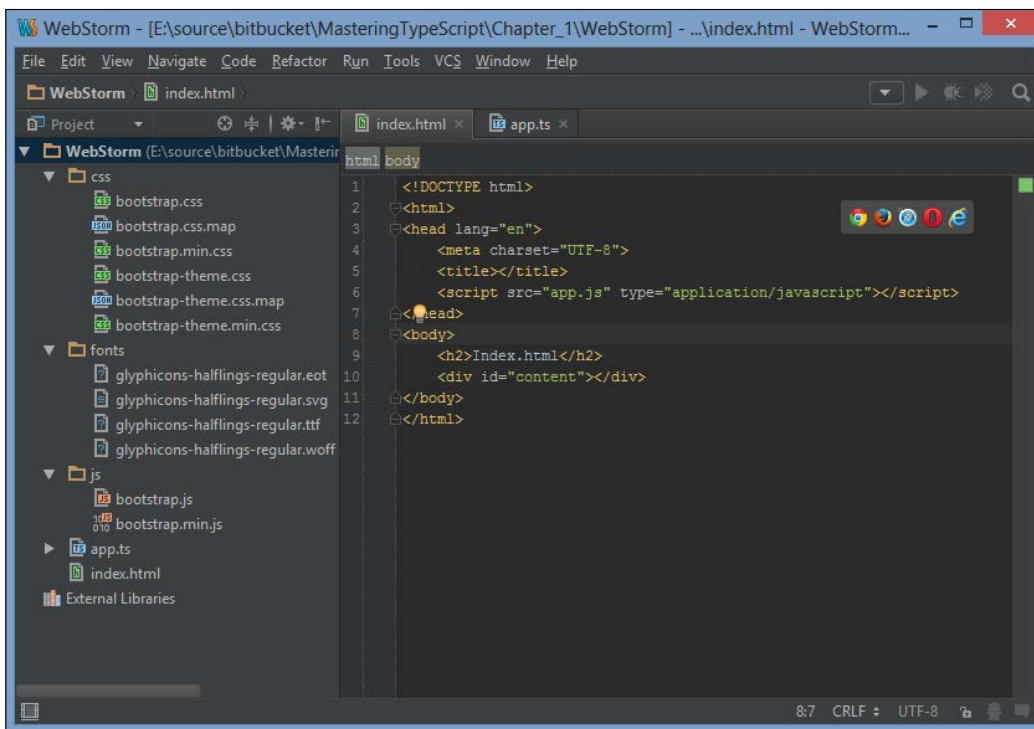 WebStorm - [E:\source\bitbucket\MasteringTypeScript\Chapter_1\WebStorm] - ...\index.html - WebStorm...
File Edit View Navigate Code Refactor Run Tools VCS Window Help
WebStorm index.html
Project
index.html app.ts
WebStorm (E:\source\bitbucket\Masterin
css
bootstrap.css
bootstrap.css.map
bootstrap.min.css
bootstrap-theme.css
bootstrap-theme.css.map
bootstrap-theme.min.css
fonts
glyphicons-halflings-regular.eot
glyphicons-halflings-regular.svg
glyphicons-halflings-regular.ttf
glyphicons-halflings-regular.woff
js
bootstrap.js
bootstrap.min.js
app.ts
index.html
External Libraries
html body
1 <!DOCTYPE html>
2 <html>
3 <head lang="en">
4 <meta charset="UTF-8">
5 <title></title>
6 <script src="app.js" type="application/javascript"></script>
7 </head>
8 <body>
9 <h2>Index.html</h2>
10 <div id="content"></div>
11 </body>
12 </html>
8:7 CRLF UTF-8